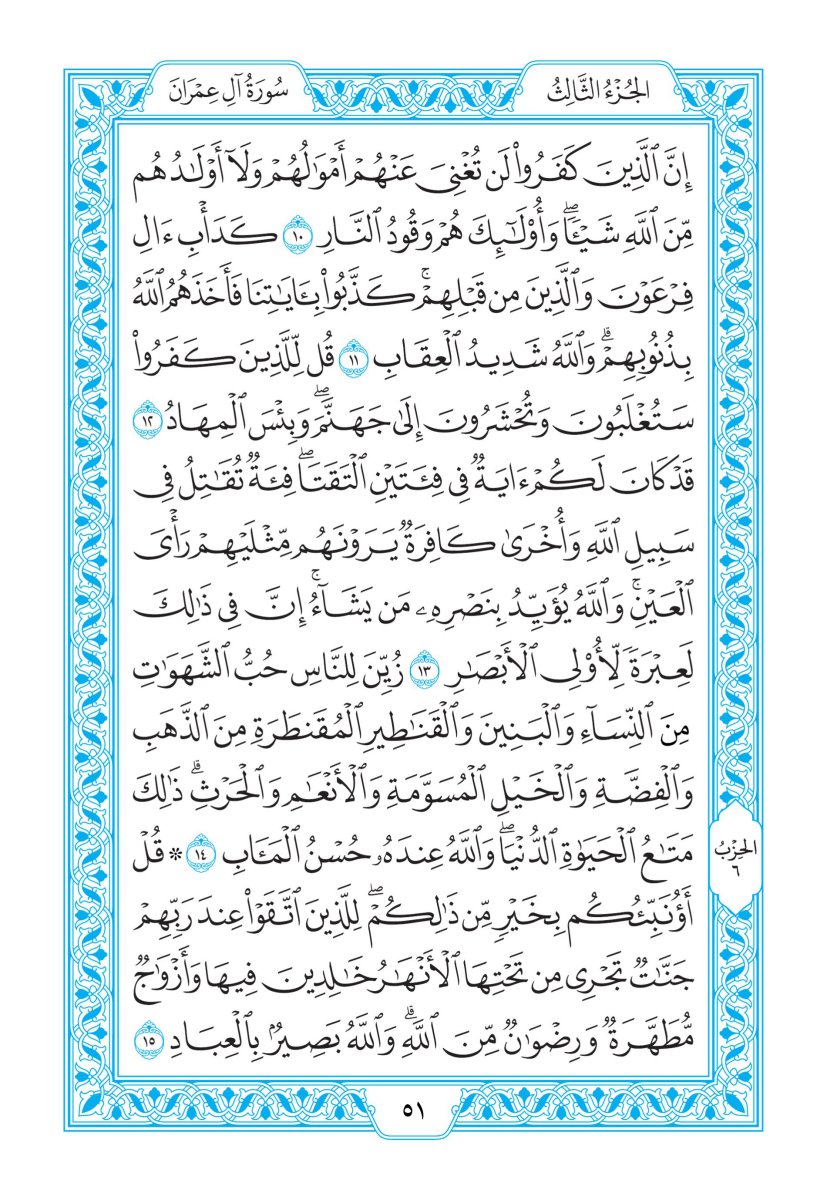 الجُزْءُ الثَّالِثُ
سُورَةُ آلِ عِمْرَانَ
إِنَّ ٱلَّذِينَ كَفَرُوا۟ لَن تُغْنِىَ عَنْهُمْ أَمْوَٰلُهُمْ وَلَآ أَوْلَٰدُهُم
مِّنَ ٱللَّهِ شَيْـًٔاۖ وَأُو۟لَٰٓئِكَ هُمْ وَقُودُ ٱلنَّارِ ١٠ كَدَأْبِ ءَالِ
فِرْعَوْنَ وَٱلَّذِينَ مِن قَبْلِهِمْۚ كَذَّبُوا۟ بِـَٔايَٰتِنَا فَأَخَذَهُمُ ٱللَّهُ
بِذُنُوبِهِمْۗ وَٱللَّهُ شَدِيدُ ٱلْعِقَابِ ١١ قُل لِّلَّذِينَ كَفَرُوا۟
سَتُغْلَبُونَ وَتُحْشَرُونَ إِلَىٰ جَهَنَّمَۖ وَبِئْسَ ٱلْمِهَادُ ١٢
قَدْ كَانَ لَكُمْ ءَايَةٌ فِى فِئَتَيْنِ ٱلْتَقَتَاۖ فِئَةٌ تُقَٰتِلُ فِى
سَبِيلِ ٱللَّهِ وَأُخْرَىٰ كَافِرَةٌ يَرَوْنَهُم مِّثْلَيْهِمْ رَأْىَ
ٱلْعَيْنِۚ وَٱللَّهُ يُؤَيِّدُ بِنَصْرِهِۦ مَن يَشَآءُۚ إِنَّ فِى ذَٰلِكَ
لَعِبْرَةً لِّأُو۟لِى ٱلْأَبْصَٰرِ ١٣ زُيِّنَ لِلنَّاسِ حُبُّ ٱلشَّهَوَٰتِ
مِنَ ٱلنِّسَآءِ وَٱلْبَنِينَ وَٱلْقَنَٰطِيرِ ٱلْمُقَنطَرَةِ مِنَ ٱلذَّهَبِ
وَٱلْفِضَّةِ وَٱلْخَيْلِ ٱلْمُسَوَّمَةِ وَٱلْأَنْعَٰمِ وَٱلْحَرْثِۗ ذَٰلِكَ
مَتَٰعُ ٱلْحَيَوٰةِ ٱلدُّنْيَاۖ وَٱللَّهُ عِندَهُۥ حُسْنُ ٱلْمَـَٔابِ ١٤ * قُلْ
أَؤُنَبِّئُكُم بِخَيْرٍ مِّن ذَٰلِكُمْۖ لِلَّذِينَ ٱتَّقَوْا۟ عِندَ رَبِّهِمْ
جَنَّٰتٌ تَجْرِى مِن تَحْتِهَا ٱلْأَنْهَٰرُ خَٰلِدِينَ فِيهَا وَأَزْوَٰجٌ
مُّطَهَّرَةٌ وَرِضْوَٰنٌ مِّنَ ٱللَّهِۗ وَٱللَّهُ بَصِيرٌۢ بِٱلْعِبَادِ ١٥
الحِزْبُ
٦
٥١